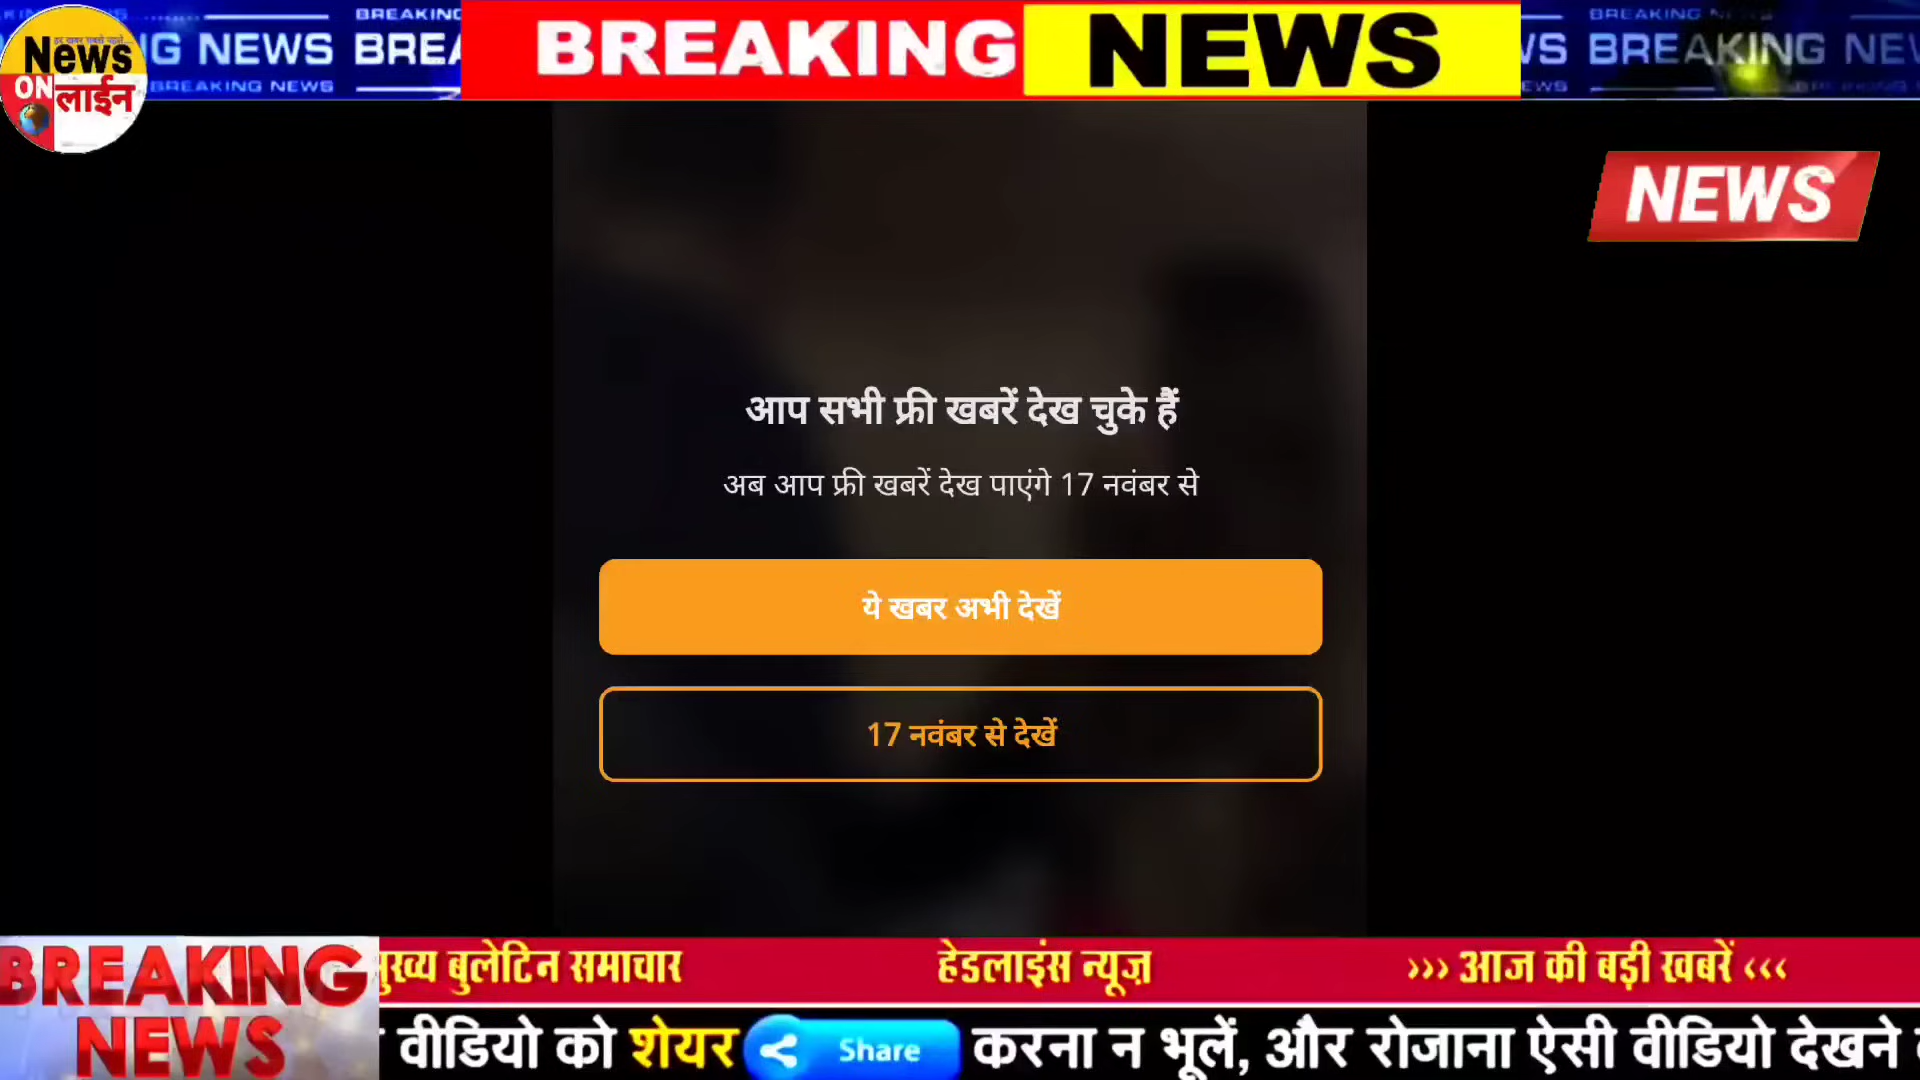 BREAKING NEWS
BREAKING NEWS
News
ON लाईन
NEWS
आप सभी फ्री खबरें देख चुके हैं
अब आप फ्री खबरें देख पाएंगे 17 नवंबर से
ये खबर अभी देखें
17 नवंबर से देखें
BREAKING
NEWS
मुख्य बुलेटिन समाचार हेडलाइंस न्यूज़ ››› आज की बड़ी खबरें ‹‹‹
वीडियो को शेयर Share करना न भूलें, और रोजाना ऐसी वीडियो देखने